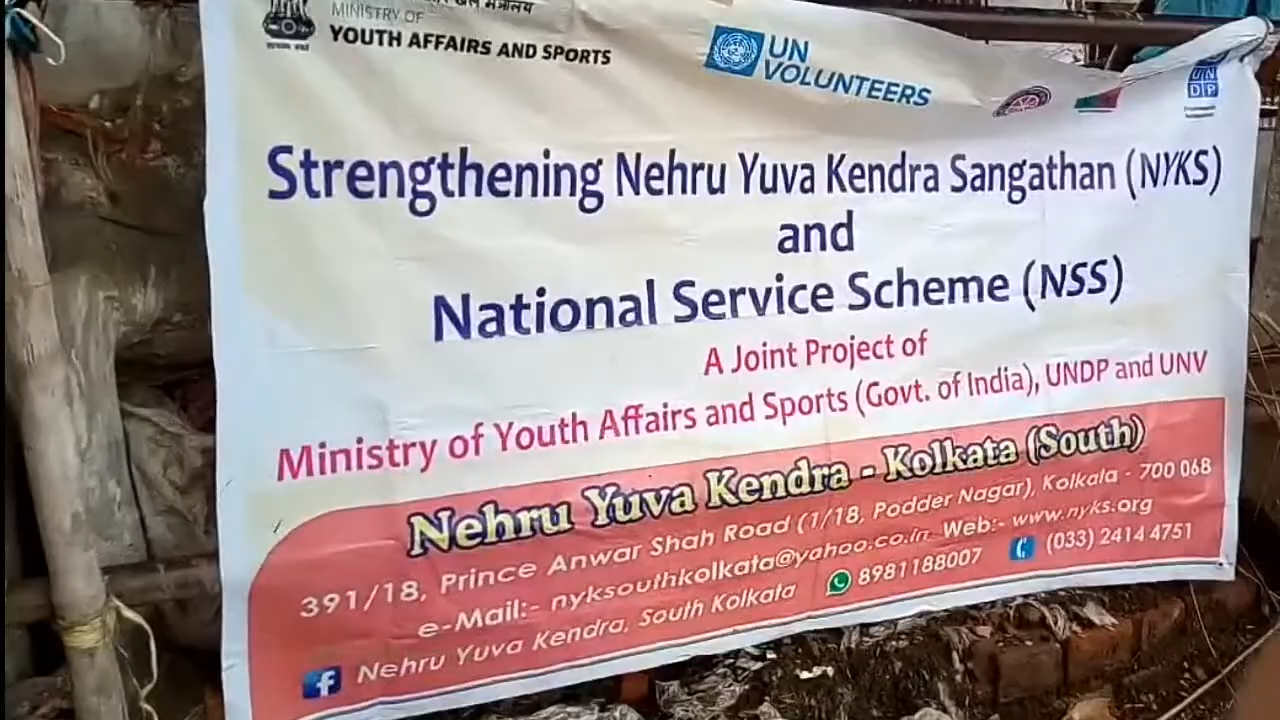 MINISTRY OF
YOUTH AFFAIRS AND SPORTS
UN
VOLUNTEERS
UN
DP
Strengthening Nehru Yuva Kendra Sangathan (NYKS)
and
National Service Scheme (NSS)
A Joint Project of
Ministry of Youth Affairs and Sports (Govt. of India), UNDP and UNV
Nehru Yuva Kendra - Kolkata (South)
391/18, Prince Anwar Shah Road (1/18, Podder Nagar), Kolkala - 700 068
e-Mail:- nyksouthkolkata@yahoo.co.in Web:- www.nyks.org
Nehru Yuva Kendra, South Kolkata 8981188007 (033) 2414 4751